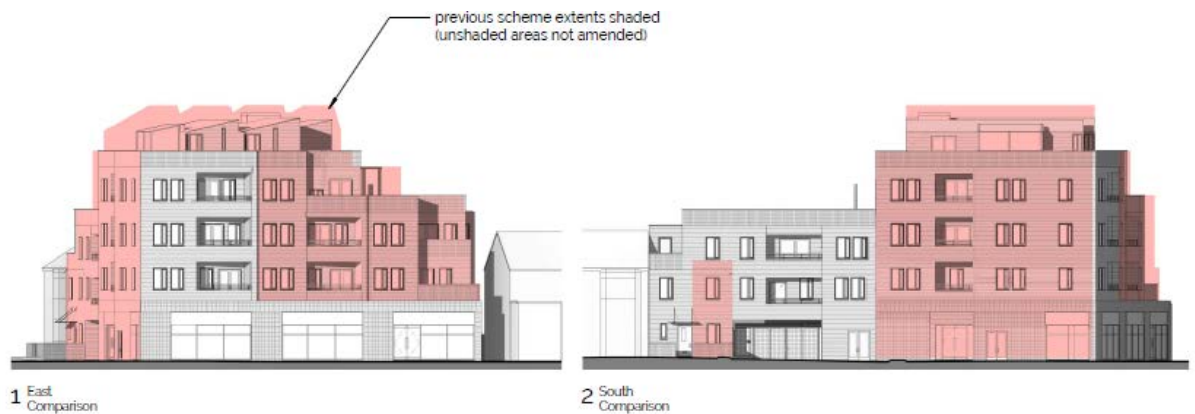 previous scheme extents shaded
(unshaded areas not amended)
1 East
Comparison
2 South
Comparison